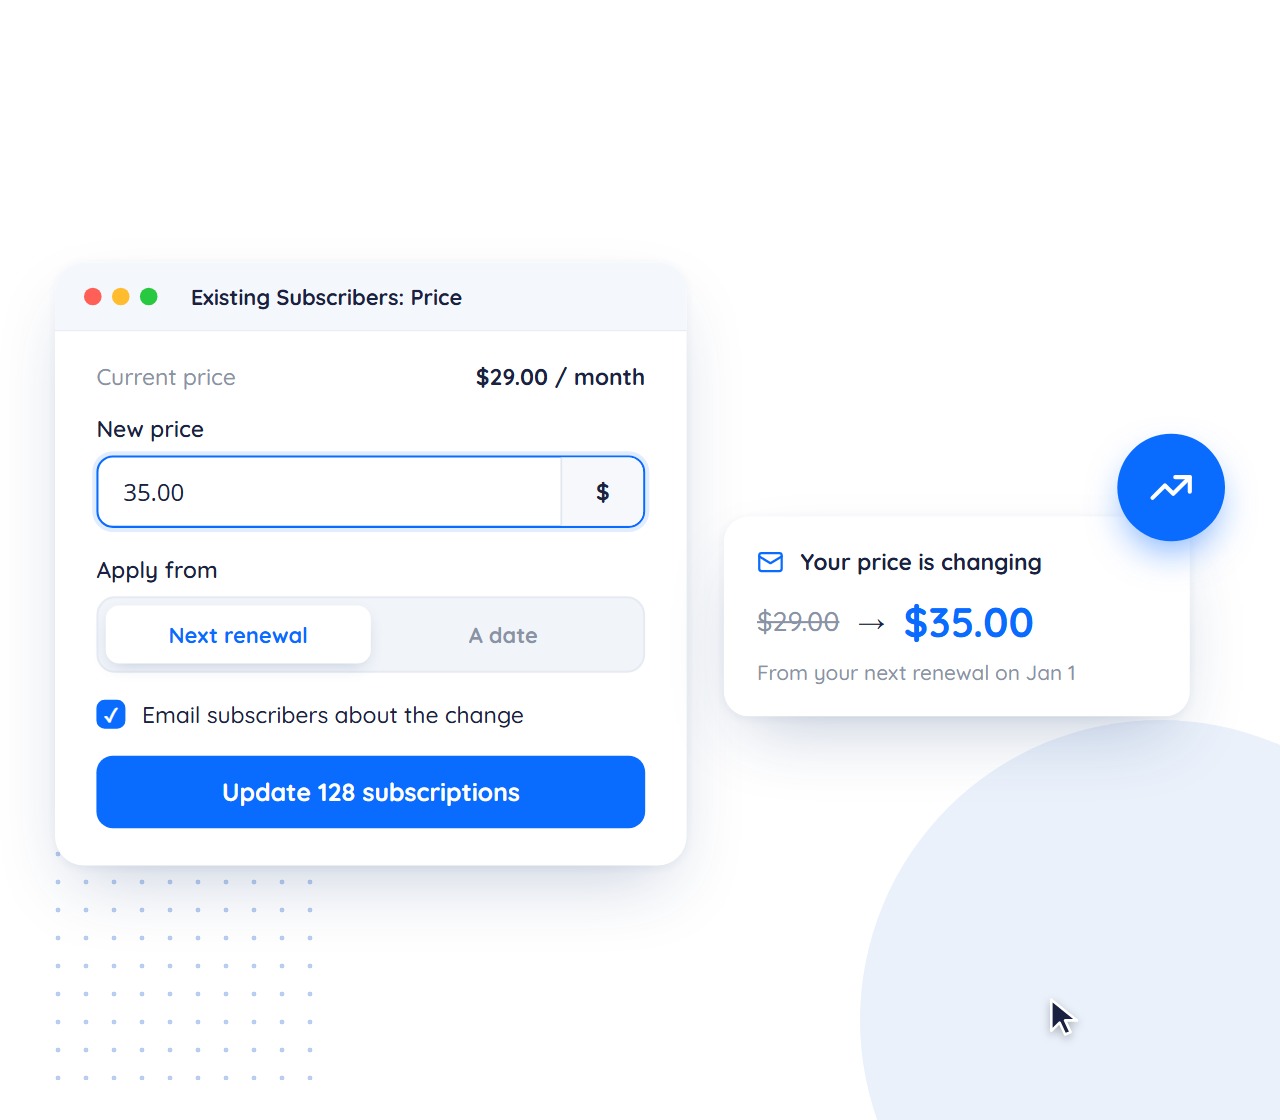 Existing Subscribers: Price
Current price
$29.00 / month
New price
35.00
$
Apply from
Next renewal
A date
Email subscribers about the change
Update 128 subscriptions
Your price is changing
$29.00 → $35.00
From your next renewal on Jan 1